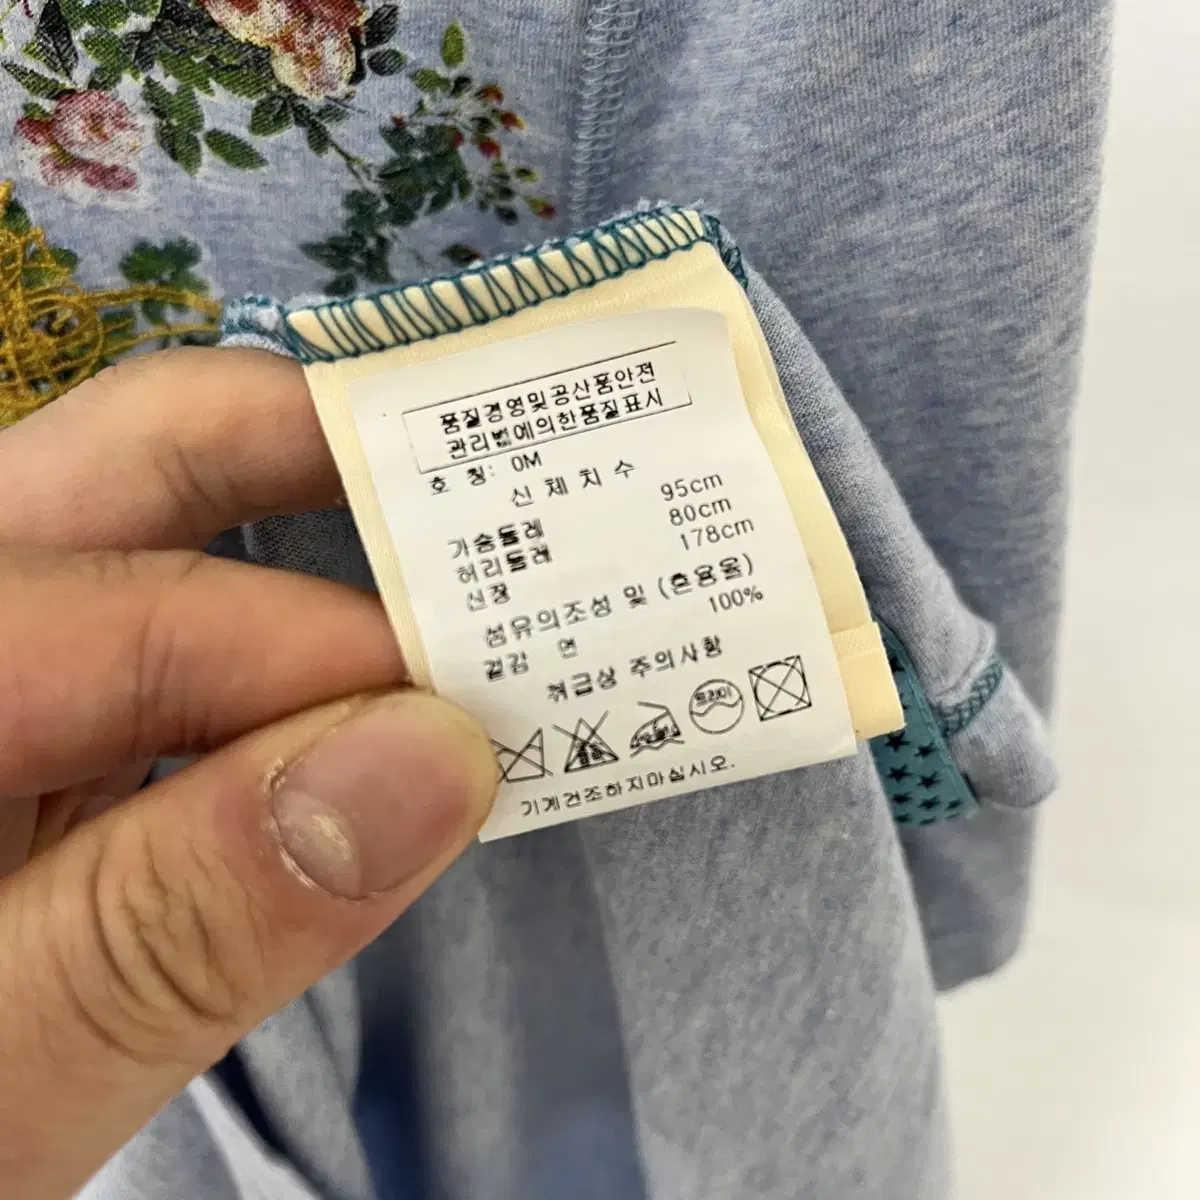 품질경영및공산품안전
관리법에의한품질표시
호 칭: 0M
신 체 치 수
가슴둘레 95cm
허리둘레 80cm
신장 178cm
섬유의조성 및 (혼용율)
겉감 면 100%
취급상 주의사항
드라이
기계건조하지마십시오.